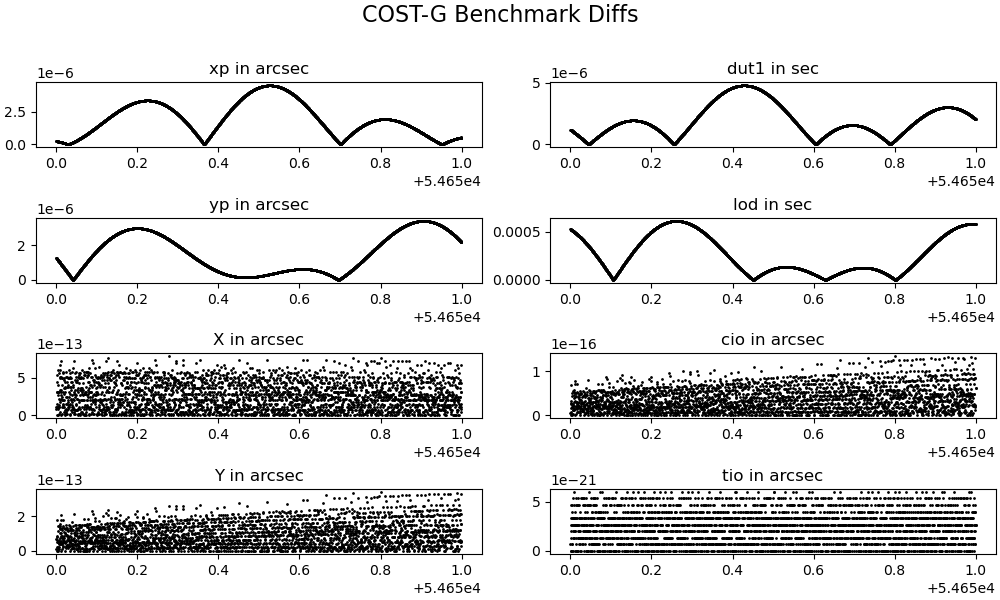 COST-G Benchmark Diffs
xp in arcsec
1e−6
2.5
0.0
0.0 0.2 0.4 0.6 0.8 1.0
+5.465e4
dut1 in sec
1e−6
5
0
0.0 0.2 0.4 0.6 0.8 1.0
+5.465e4
yp in arcsec
1e−6
2
0
0.0 0.2 0.4 0.6 0.8 1.0
+5.465e4
lod in sec
0.0005
0.0000
0.0 0.2 0.4 0.6 0.8 1.0
+5.465e4
X in arcsec
1e−13
5
0
0.0 0.2 0.4 0.6 0.8 1.0
+5.465e4
cio in arcsec
1e−16
1
0
0.0 0.2 0.4 0.6 0.8 1.0
+5.465e4
Y in arcsec
1e−13
2
0
0.0 0.2 0.4 0.6 0.8 1.0
+5.465e4
tio in arcsec
1e−21
5
0
0.0 0.2 0.4 0.6 0.8 1.0
+5.465e4